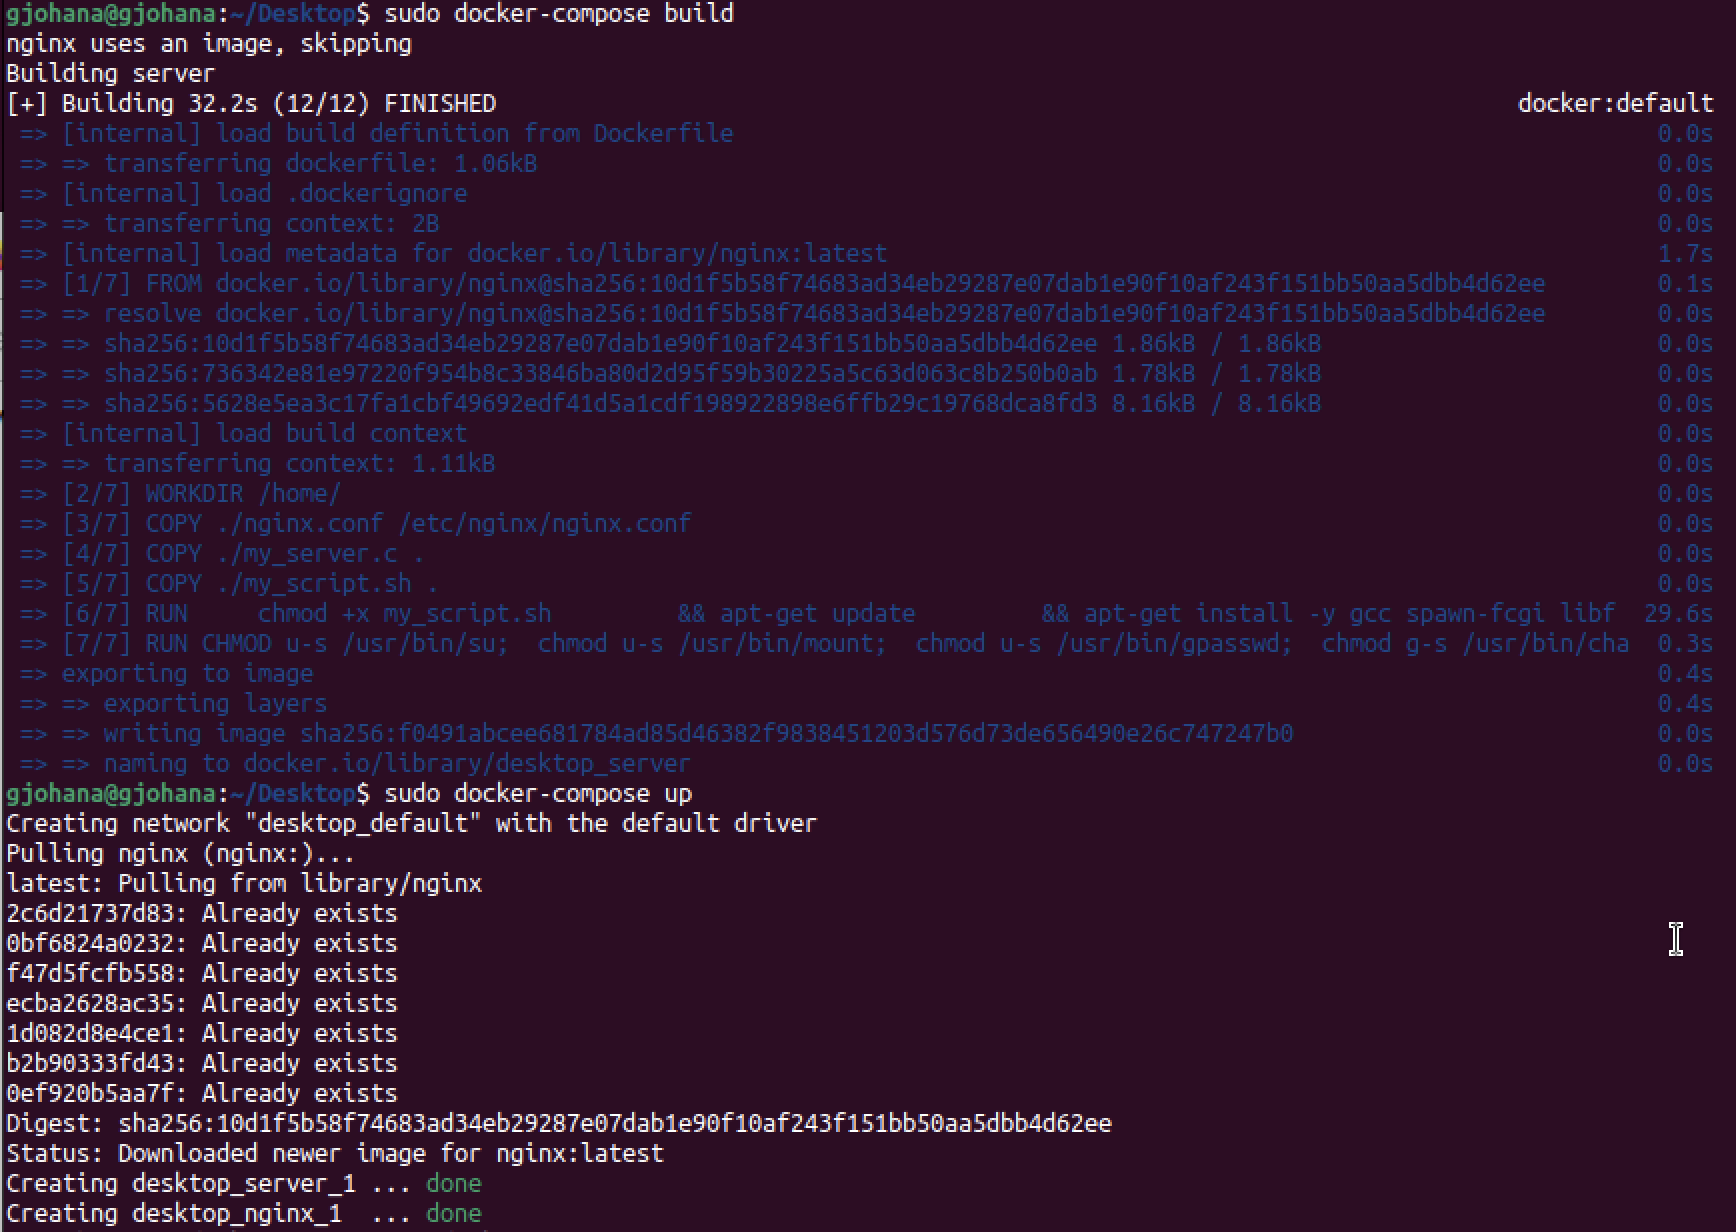 gjohana@gjohana:~/Desktop$ sudo docker-compose build
nginx uses an image, skipping
Building server
[+] Building 32.2s (12/12) FINISHED docker:default
=> [internal] load build definition from Dockerfile 0.0s
=> => transferring dockerfile: 1.06kB 0.0s
=> [internal] load .dockerignore 0.0s
=> => transferring context: 2B 0.0s
=> [internal] load metadata for docker.io/library/nginx:latest 1.7s
=> [1/7] FROM docker.io/library/nginx@sha256:10d1f5b58f74683ad34eb29287e07dab1e90f10af243f151bb50aa5dbb4d62ee 0.1s
=> => resolve docker.io/library/nginx@sha256:10d1f5b58f74683ad34eb29287e07dab1e90f10af243f151bb50aa5dbb4d62ee 0.0s
=> => sha256:10d1f5b58f74683ad34eb29287e07dab1e90f10af243f151bb50aa5dbb4d62ee 1.86kB / 1.86kB 0.0s
=> => sha256:736342e81e97220f954b8c33846ba80d2d95f59b30225a5c63d063c8b250b0ab 1.78kB / 1.78kB 0.0s
=> => sha256:5628e5ea3c17fa1cbf49692edf41d5a1cdf198922898e6ffb29c19768dca8fd3 8.16kB / 8.16kB 0.0s
=> [internal] load build context 0.0s
=> => transferring context: 1.11kB 0.0s
=> [2/7] WORKDIR /home/ 0.0s
=> [3/7] COPY ./nginx.conf /etc/nginx/nginx.conf 0.0s
=> [4/7] COPY ./my_server.c . 0.0s
=> [5/7] COPY ./my_script.sh . 0.0s
=> [6/7] RUN chmod +x my_script.sh && apt-get update && apt-get install -y gcc spawn-fcgi libf 29.6s
=> [7/7] RUN CHMOD u-s /usr/bin/su; chmod u-s /usr/bin/mount; chmod u-s /usr/bin/gpasswd; chmod g-s /usr/bin/cha 0.3s
=> exporting to image 0.4s
=> => exporting layers 0.4s
=> => writing image sha256:f0491abcee681784ad85d46382f9838451203d576d73de656490e26c747247b0 0.0s
=> => naming to docker.io/library/desktop_server 0.0s
gjohana@gjohana:~/Desktop$ sudo docker-compose up
Creating network "desktop_default" with the default driver
Pulling nginx (nginx:)...
latest: Pulling from library/nginx
2c6d21737d83: Already exists
0bf6824a0232: Already exists
f47d5fcfb558: Already exists
ecba2628ac35: Already exists
1d082d8e4ce1: Already exists
b2b90333fd43: Already exists
0ef920b5aa7f: Already exists
Digest: sha256:10d1f5b58f74683ad34eb29287e07dab1e90f10af243f151bb50aa5dbb4d62ee
Status: Downloaded newer image for nginx:latest
Creating desktop_server_1 ... done
Creating desktop_nginx_1 ... done